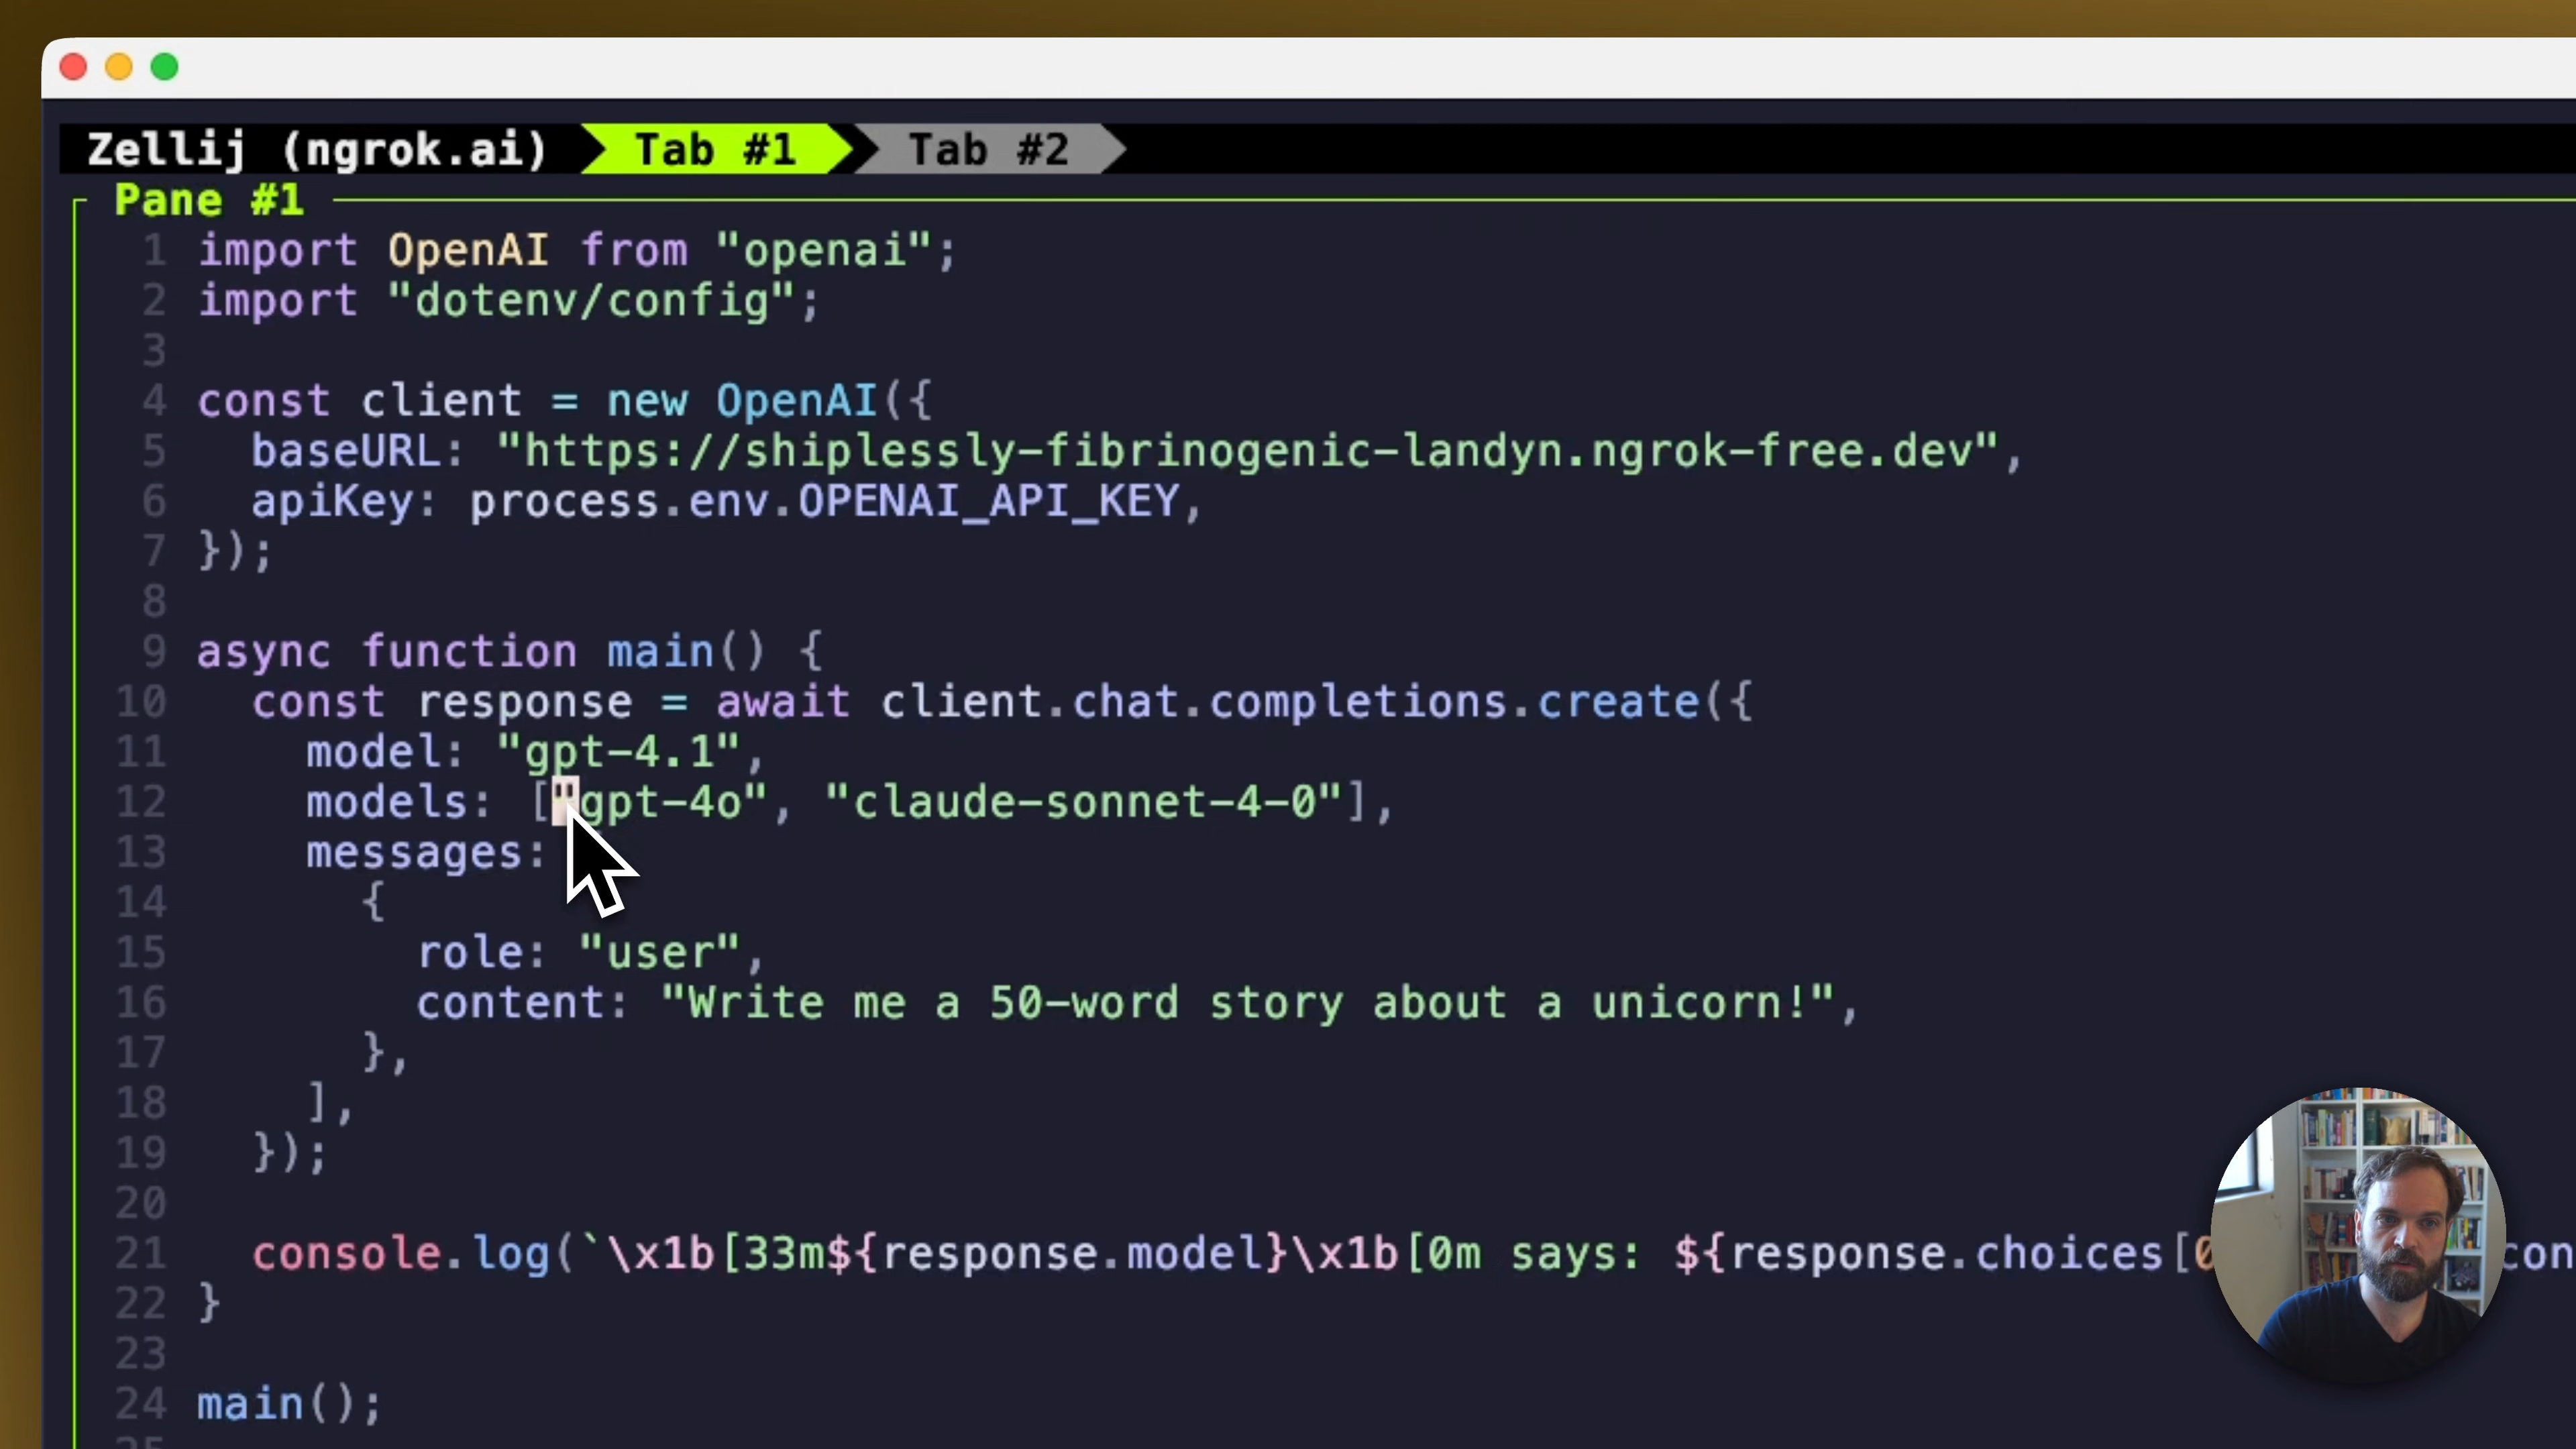 Zellij (ngrok.ai) Tab #1 Tab #2
Pane #1
1 import OpenAI from "openai";
2 import "dotenv/config";
3
4 const client = new OpenAI({
5 baseURL: "https://shiplessly-fibrinogenic-landyn.ngrok-free.dev",
6 apiKey: process.env.OPENAI_API_KEY,
7 });
8
9 async function main() {
10 const response = await client.chat.completions.create({
11 model: "gpt-4.1",
12 models: ["gpt-4o", "claude-sonnet-4-0"],
13 messages:
14 {
15 role: "user",
16 content: "Write me a 50-word story about a unicorn!",
17 },
18 ],
19 });
20
21 console.log(`\x1b[33m${response.model}\x1b[0m says: ${response.choices[0 con
22 }
23
24 main();